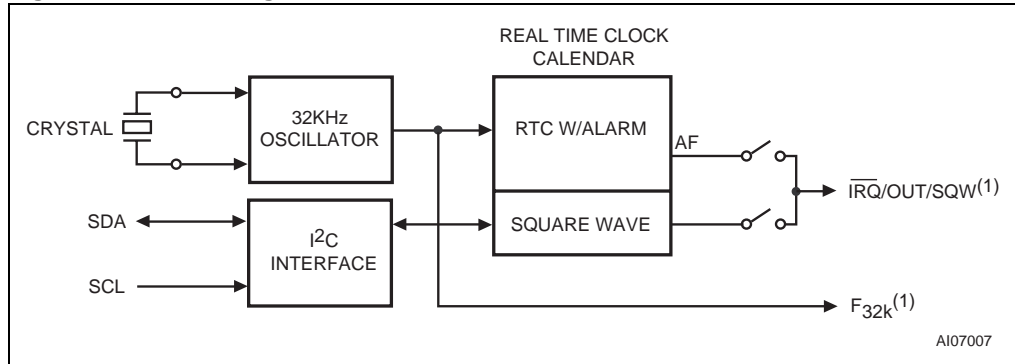 REAL TIME CLOCK
CALENDAR
CRYSTAL
32KHz
OSCILLATOR
RTC W/ALARM
AF
IRQ/OUT/SQW(1)
SDA
SCL
I2C
INTERFACE
SQUARE WAVE
F32k(1)
AI07007